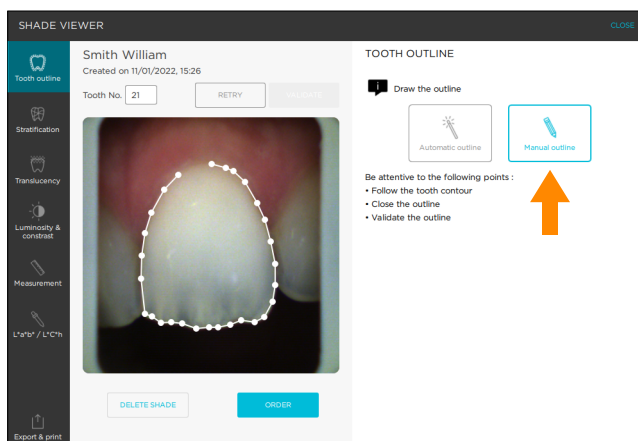 SHADE VIEWER
CLOSE
Tooth outline
Stratification
Translucency
Luminosity &
constrast
Measurement
L*a*b* / L*C*h
Export & print
Smith William
Created on 11/01/2022, 15:26
Tooth No. 21
RETRY
VALIDATE
DELETE SHADE
ORDER
TOOTH OUTLINE
i Draw the outline
Automatic outline
Manual outline
Be attentive to the following points :
• Follow the tooth contour
• Close the outline
• Validate the outline